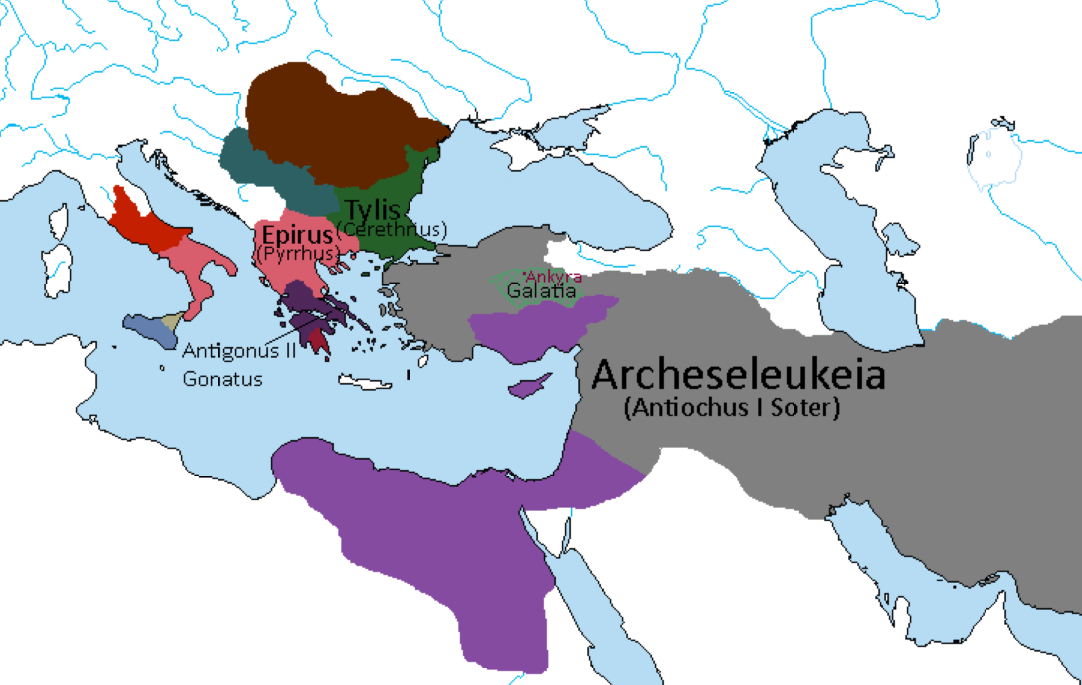 Tylis
(Cerethrius)
Epirus
(Pyrrhus)
Ankyra
Galatia
Antigonus II
Gonatus
Archeseleukeia
(Antiochus I Soter)